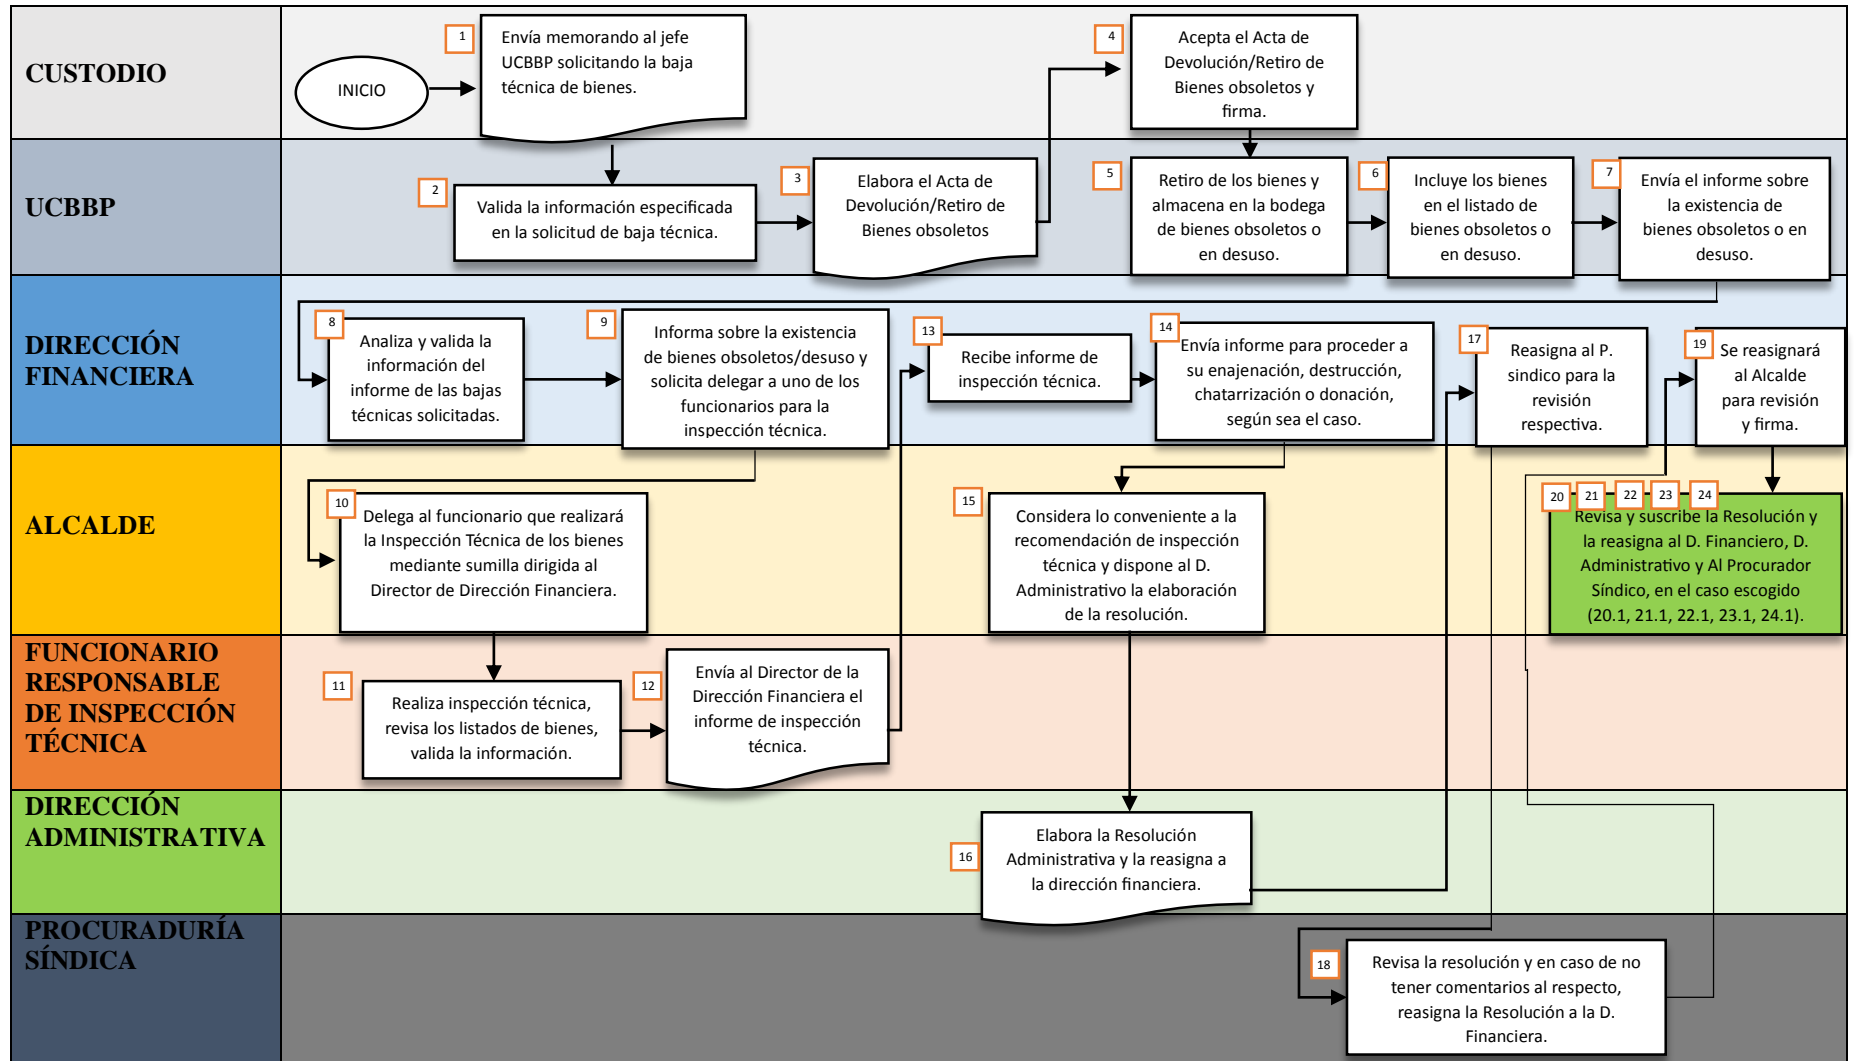 CUSTODIO
INICIO
1
Envía memorando al jefe
UCBBP solicitando la baja
técnica de bienes.
4
Acepta el Acta de
Devolución/Retiro de
Bienes obsoletos y
firma.
UCBBP
2
Valida la información especificada
en la solicitud de baja técnica.
3
Elabora el Acta de
Devolución/Retiro de
Bienes obsoletos
5
Retiro de los bienes y
almacena en la bodega
de bienes obsoletos o
en desuso.
6
Incluye los bienes
en el listado de
bienes obsoletos o
en desuso.
7
Envía el informe sobre
la existencia de
bienes obsoletos o en
desuso.
DIRECCIÓN
FINANCIERA
8
Analiza y valida la
información del
informe de las bajas
técnicas solicitadas.
9
Informa sobre la existencia
de bienes obsoletos/desuso y
solicita delegar a uno de los
funcionarios para la
inspección técnica.
13
Recibe informe de
inspección técnica.
14
Envía informe para proceder a
su enajenación, destrucción,
chatarrización o donación,
según sea el caso.
17
Reasigna al P.
sindico para la
revisión
respectiva.
19
Se reasignará
al Alcalde
para revisión
y firma.
ALCALDE
10
Delega al funcionario que realizará
la Inspección Técnica de los bienes
mediante sumilla dirigida al
Director de Dirección Financiera.
15
Considera lo conveniente a la
recomendación de inspección
técnica y dispone al D.
Administrativo la elaboración
de la resolución.
20 21 22 23 24
Revisa y suscribe la Resolución y
la reasigna al D. Financiero, D.
Administrativo y Al Procurador
Síndico, en el caso escogido
(20.1, 21.1, 22.1, 23.1, 24.1).
FUNCIONARIO
RESPONSABLE
DE INSPECCIÓN
TÉCNICA
11
Realiza inspección técnica,
revisa los listados de bienes,
valida la información.
12
Envía al Director de la
Dirección Financiera el
informe de inspección
técnica.
DIRECCIÓN
ADMINISTRATIVA
16
Elabora la Resolución
Administrativa y la reasigna a
la dirección financiera.
PROCURADURÍA
SÍNDICA
18
Revisa la resolución y en caso de no
tener comentarios al respecto,
reasigna la Resolución a la D.
Financiera.